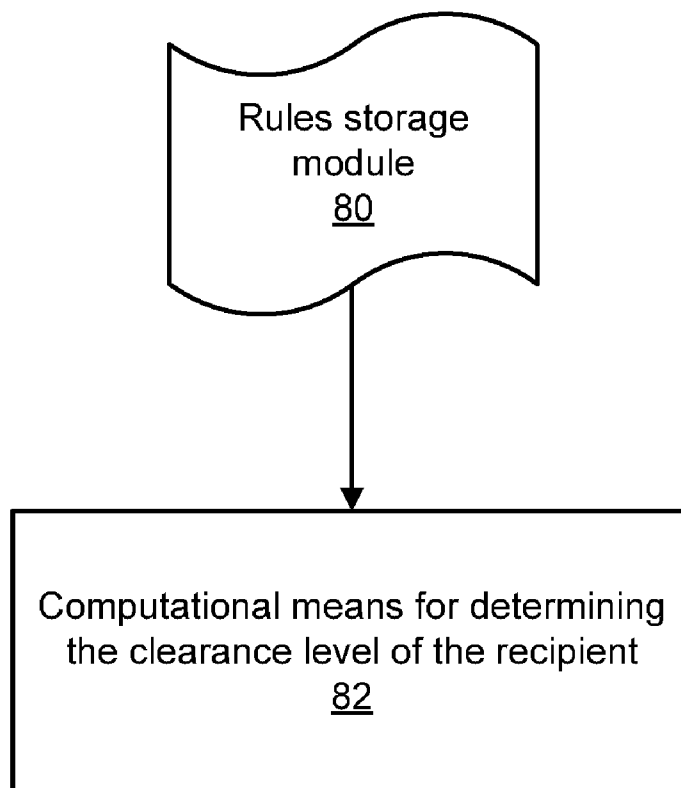 Rules storage
module
80
Computational means for determining
the clearance level of the recipient
82